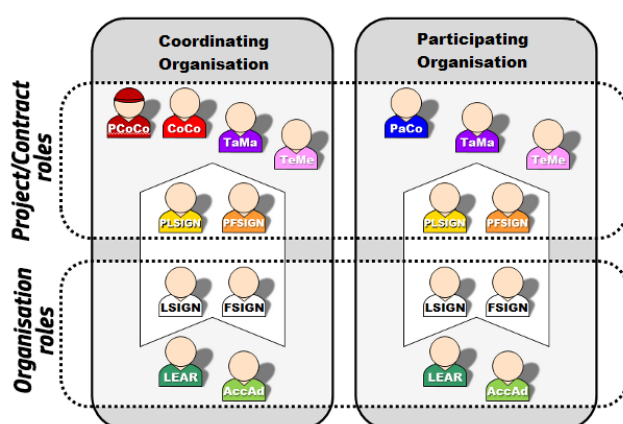 Coordinating
Organisation
Participating
Organisation
Project/Contract
roles
PCoCo
CoCo
TaMa
TeMe
PaCo
TaMa
TeMe
PLSIGN
PFSIGN
PLSIGN
PFSIGN
Organisation
roles
LSIGN
FSIGN
LSIGN
FSIGN
LEAR
AccAd
LEAR
AccAd